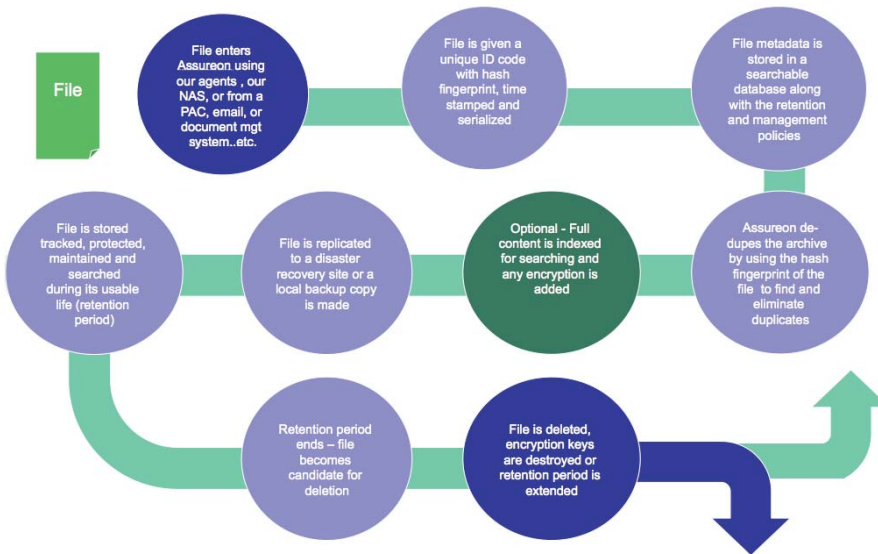 File
File enters
Assureon using
our agents , our
NAS, or from a
PAC, email, or
document mgt
system..etc.
File is given a
unique ID code
with hash
fingerprint, time
stamped and
serialized
File metadata is
stored in a
searchable
database along
with the retention
and management
policies
Assureon de-
dupes the archive
by using the hash
fingerprint of the
file to find and
eliminate
duplicates
Optional - Full
content is indexed
for searching and
any encryption is
added
File is replicated
to a disaster
recovery site or a
local backup copy
is made
File is stored
tracked, protected,
maintained and
searched
during its usable
life (retention
period)
Retention period
ends – file
becomes
candidate for
deletion
File is deleted,
encryption keys
are destroyed or
retention period is
extended